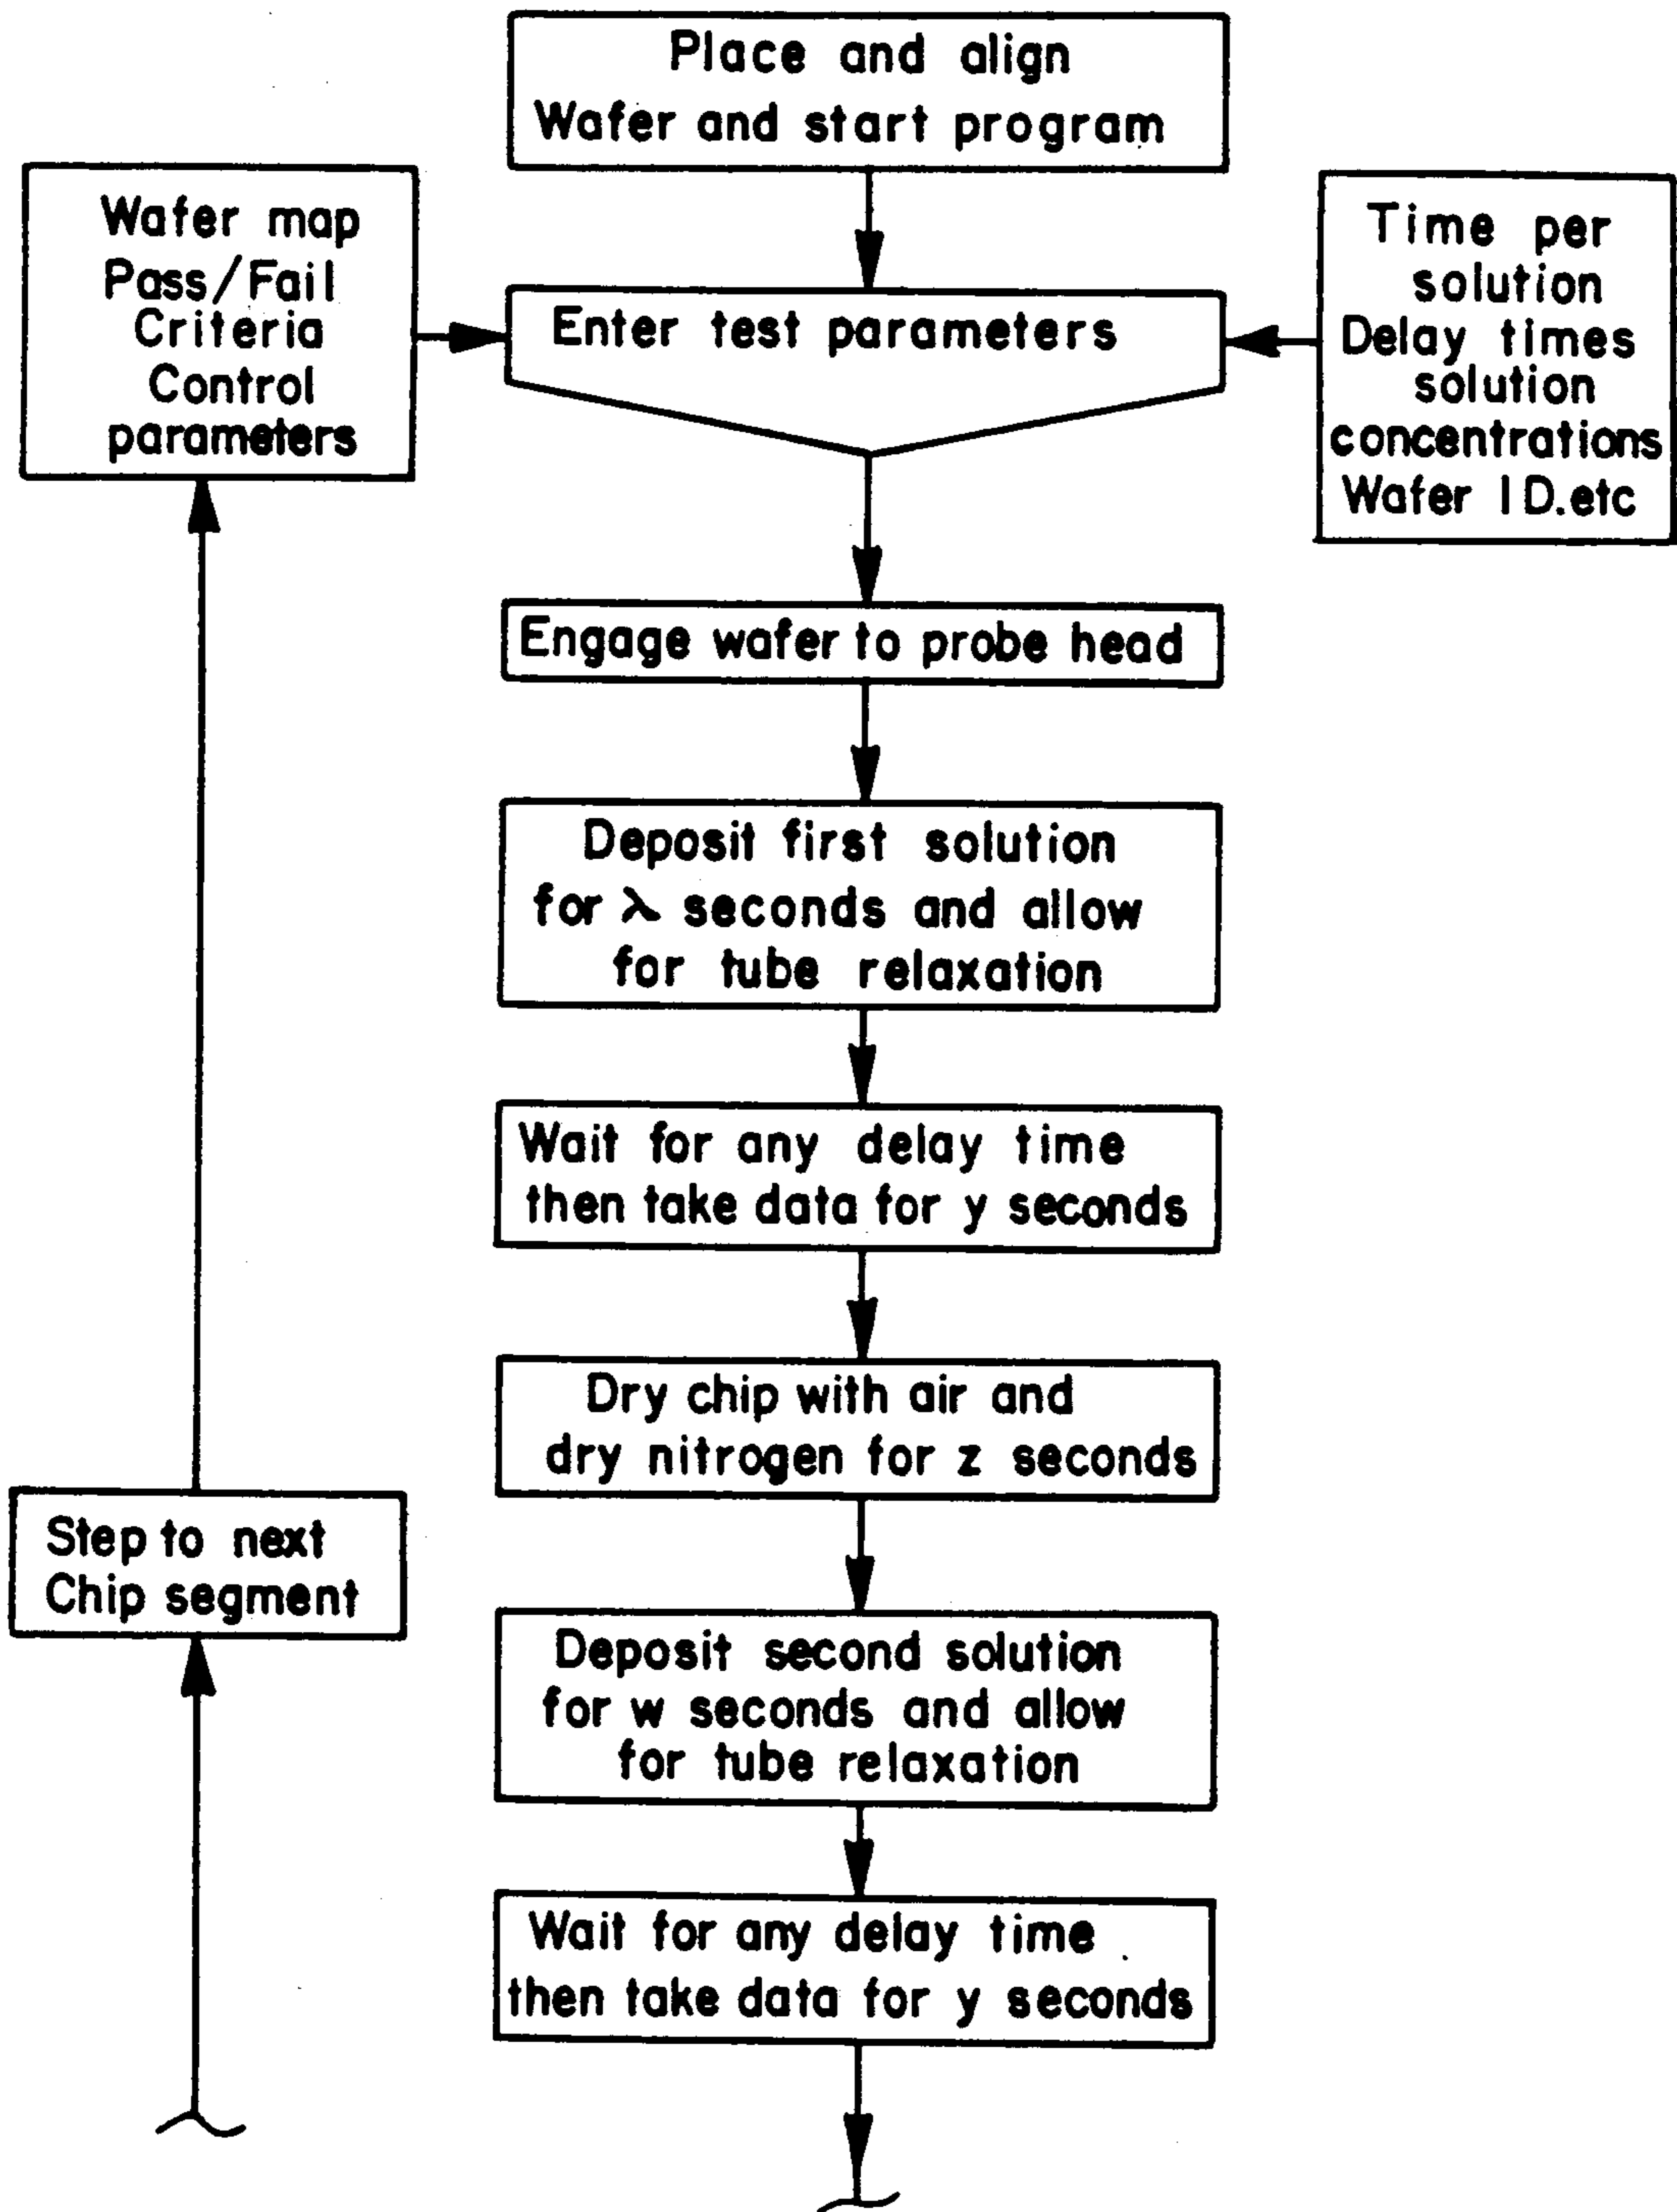 Place and align
Wafer and start program
Wafer map
Pass/Fail
Criteria
Control
parameters
Enter test parameters
Time per
solution
Delay times
solution
concentrations
Wafer ID.etc
Engage wafer to probe head
Deposit first solution
for λ seconds and allow
for tube relaxation
Wait for any delay time
then take data for y seconds
Dry chip with air and
dry nitrogen for z seconds
Step to next
Chip segment
Deposit second solution
for w seconds and allow
for tube relaxation
Wait for any delay time
then take data for y seconds